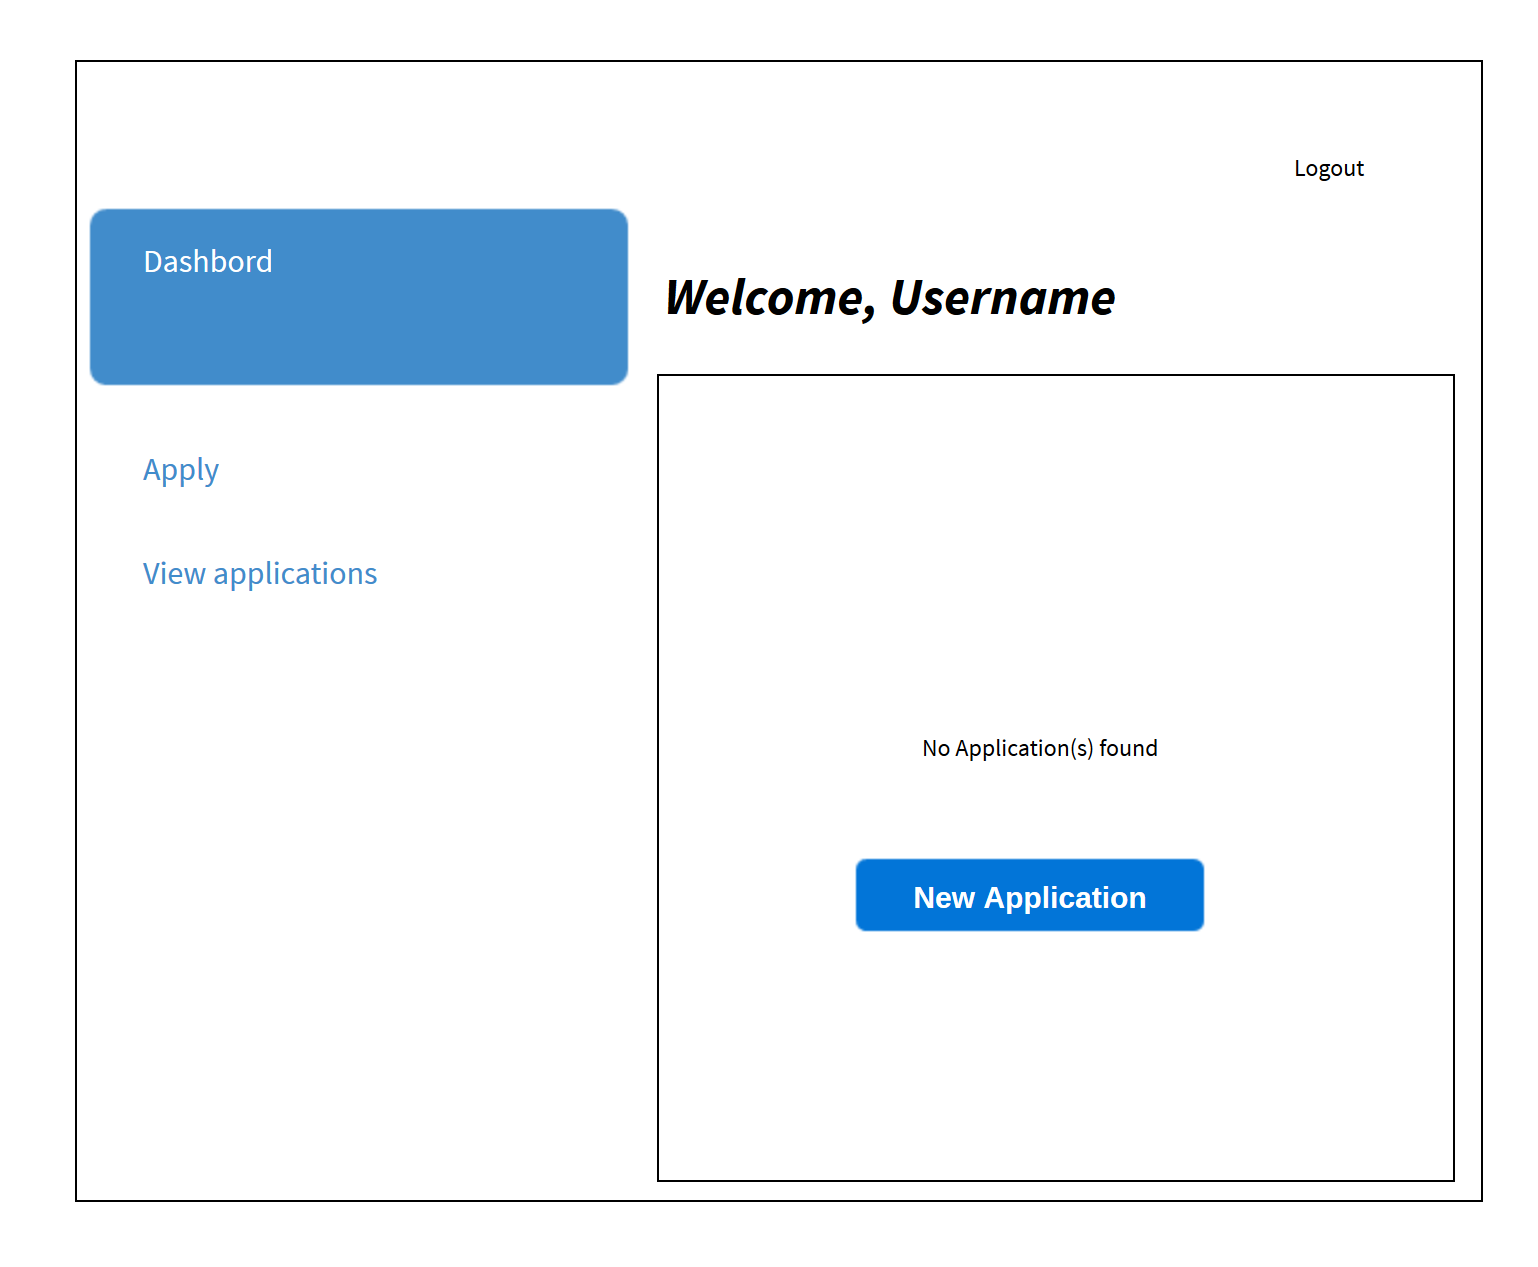 Logout
Dashbord
Welcome, Username
Apply
View applications
No Application(s) found
New Application